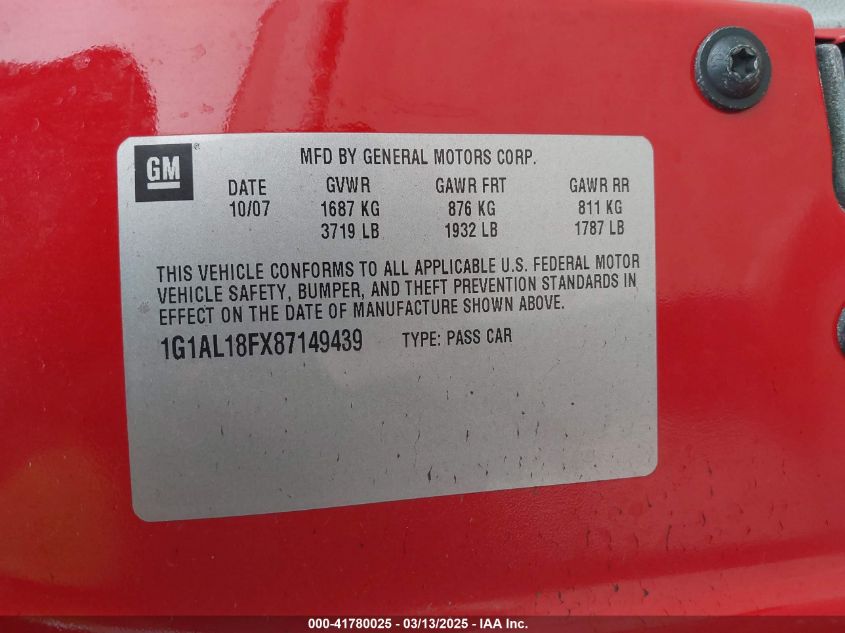 GM
MFD BY GENERAL MOTORS CORP.
DATE GVWR GAWR FRT GAWR RR
10/07 1687 KG 876 KG 811 KG
3719 LB 1932 LB 1787 LB
THIS VEHICLE CONFORMS TO ALL APPLICABLE U.S. FEDERAL MOTOR
VEHICLE SAFETY, BUMPER, AND THEFT PREVENTION STANDARDS IN
EFFECT ON THE DATE OF MANUFACTURE SHOWN ABOVE.
1G1AL18FX87149439 TYPE: PASS CAR
000-41780025 - 03/13/2025 - IAA Inc.